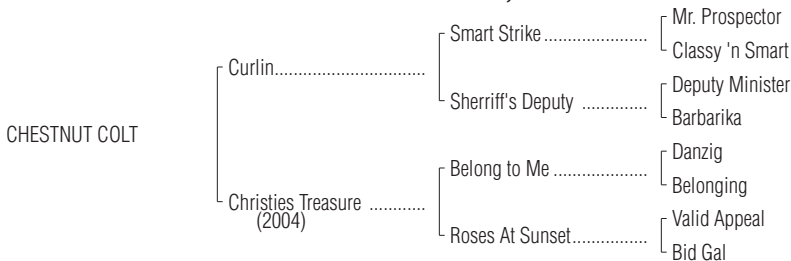 Mr. Prospector
Smart Strike ......................
Classy 'n Smart
Curlin................................
Deputy Minister
Sherriff's Deputy ..............
Barbarika
CHESTNUT COLT
Danzig
Belong to Me ....................
Belonging
Christies Treasure ............
(2004)
Valid Appeal
Roses At Sunset................
Bid Gal